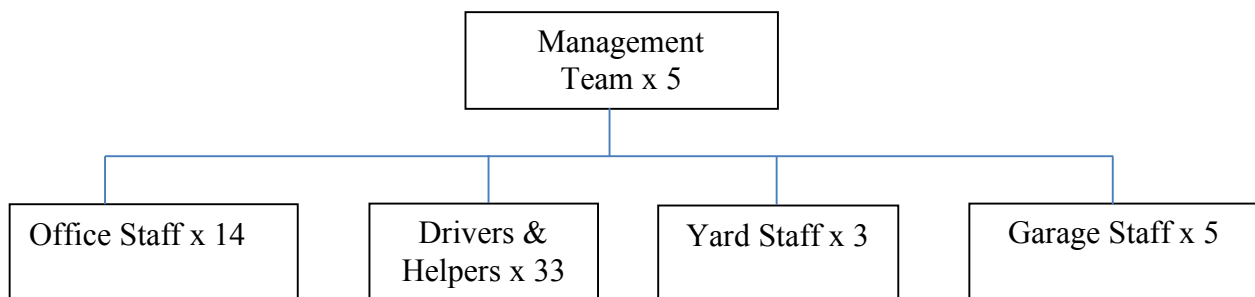 Management
Team x 5
Office Staff x 14
Drivers &
Helpers x 33
Yard Staff x 3
Garage Staff x 5